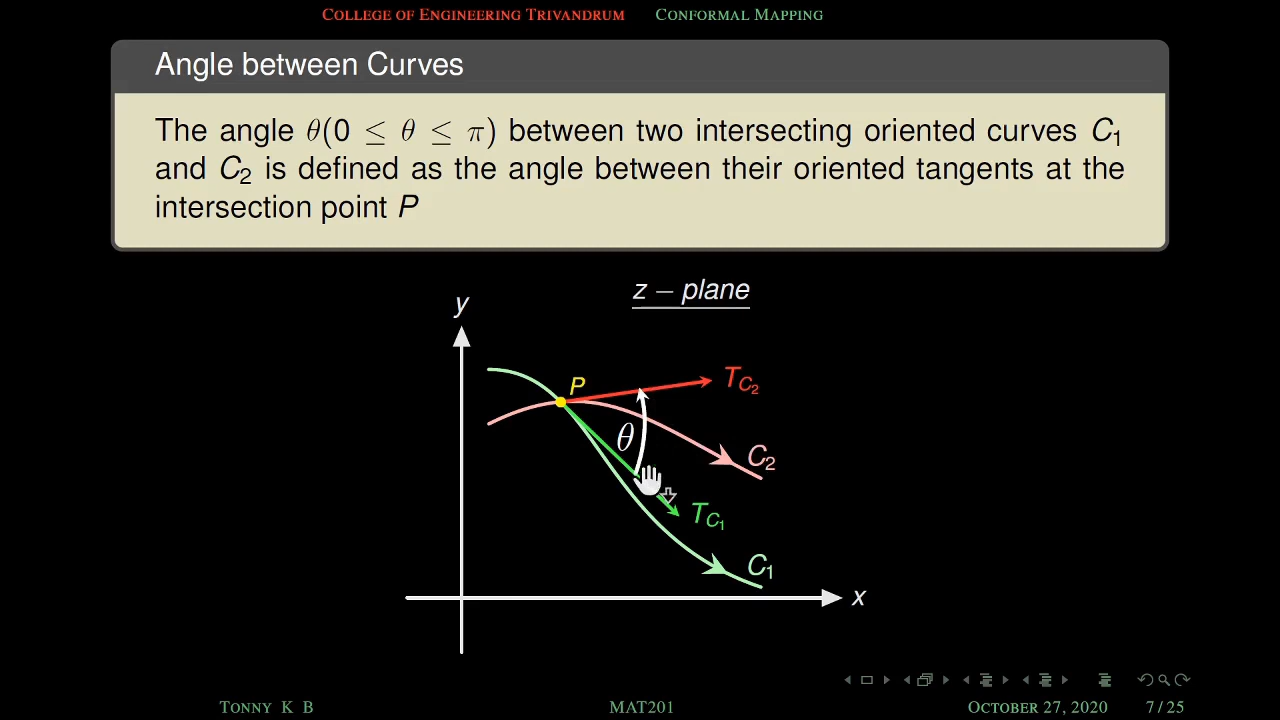 College of Engineering Trivandrum Conformal Mapping
Angle between Curves
The angle θ(0 ≤ θ ≤ π) between two intersecting oriented curves C₁
and C₂ is defined as the angle between their oriented tangents at the
intersection point P
z – plane
y
P
T_C₂
θ
C₂
T_C₁
C₁
x
Tonny K B MAT201 October 27, 2020 7 / 25